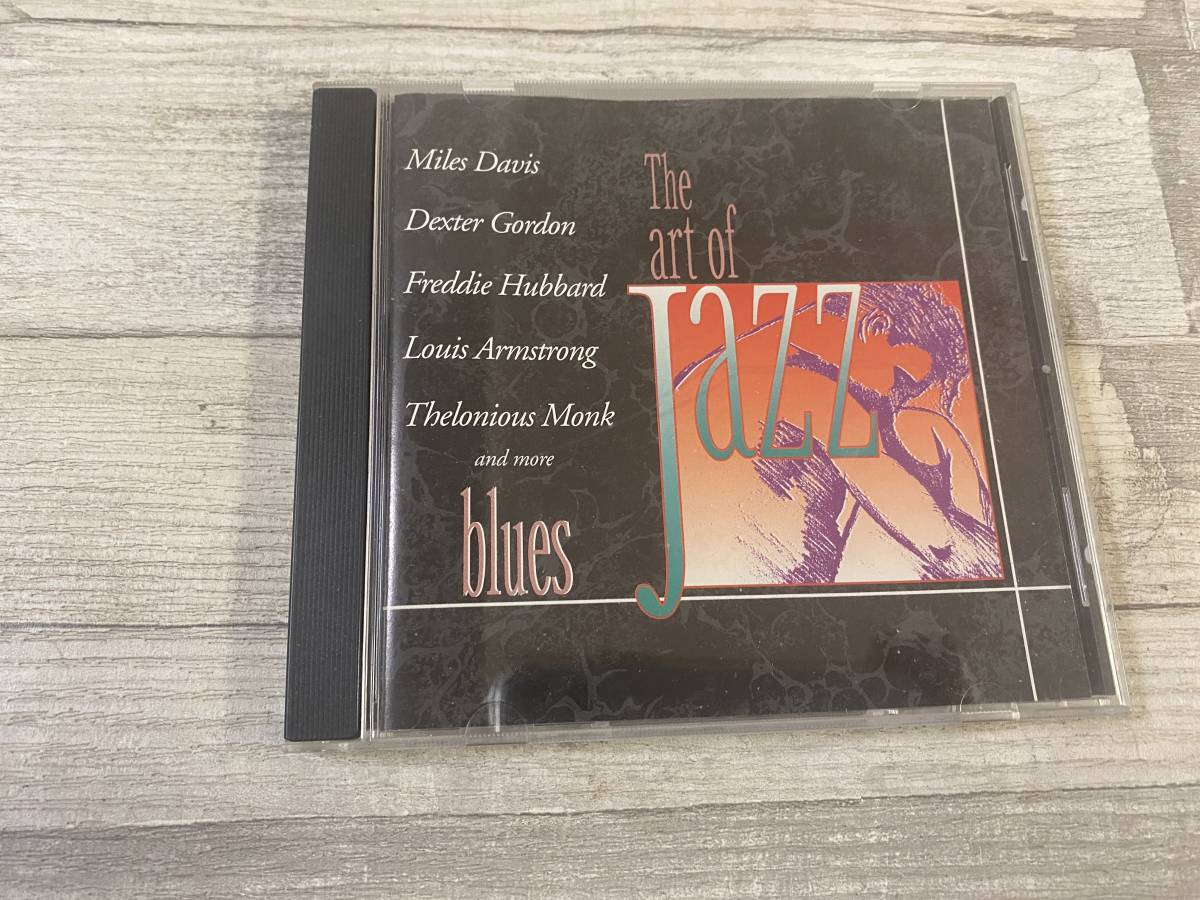 Miles Davis
Dexter Gordon
Freddie Hubbard
Louis Armstrong
Thelonious Monk
and more
blues
The
art of
Jazz